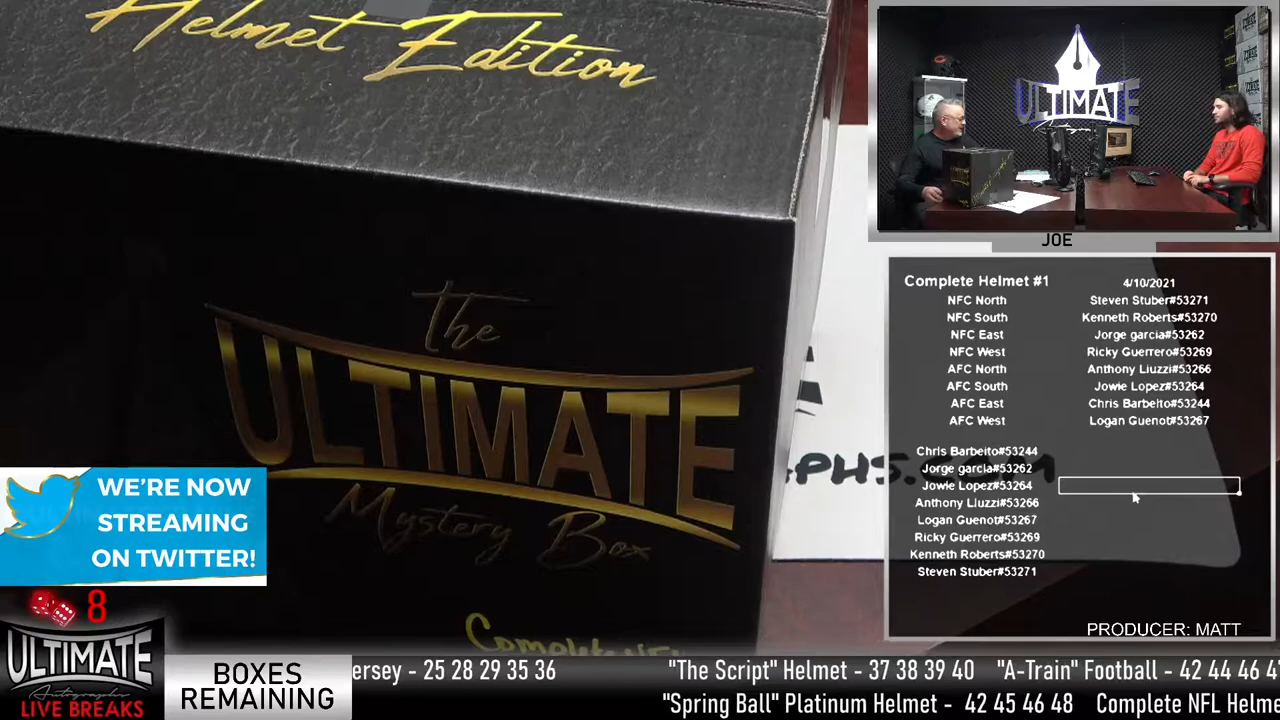 Helmet Edition
the
ULTIMATE
Mystery Box
ULTIMATE
JOE
Complete Helmet #1 4/10/2021
NFC North Steven Stuber#53271
NFC South Kenneth Roberts#53270
NFC East Jorge garcia#53262
NFC West Ricky Guerrero#53269
AFC North Anthony Liuzzi#53266
AFC South Jowie Lopez#53264
AFC East Chris Barbeito#53244
AFC West Logan Guenot#53267
Chris Barbeito#53244
Jorge garcia#53262
Jowie Lopez#53264
Anthony Liuzzi#53266
Logan Guenot#53267
Ricky Guerrero#53269
Kenneth Roberts#53270
Steven Stuber#53271
PRODUCER: MATT
WE'RE NOW
STREAMING
ON TWITTER!
8
ULTIMATE
Autographs
LIVE BREAKS
BOXES
REMAINING
ersey - 25 28 29 35 36 "The Script" Helmet - 37 38 39 40 "A-Train" Football - 42 44 46 4
"Spring Ball" Platinum Helmet - 42 45 46 48 Complete NFL Helme